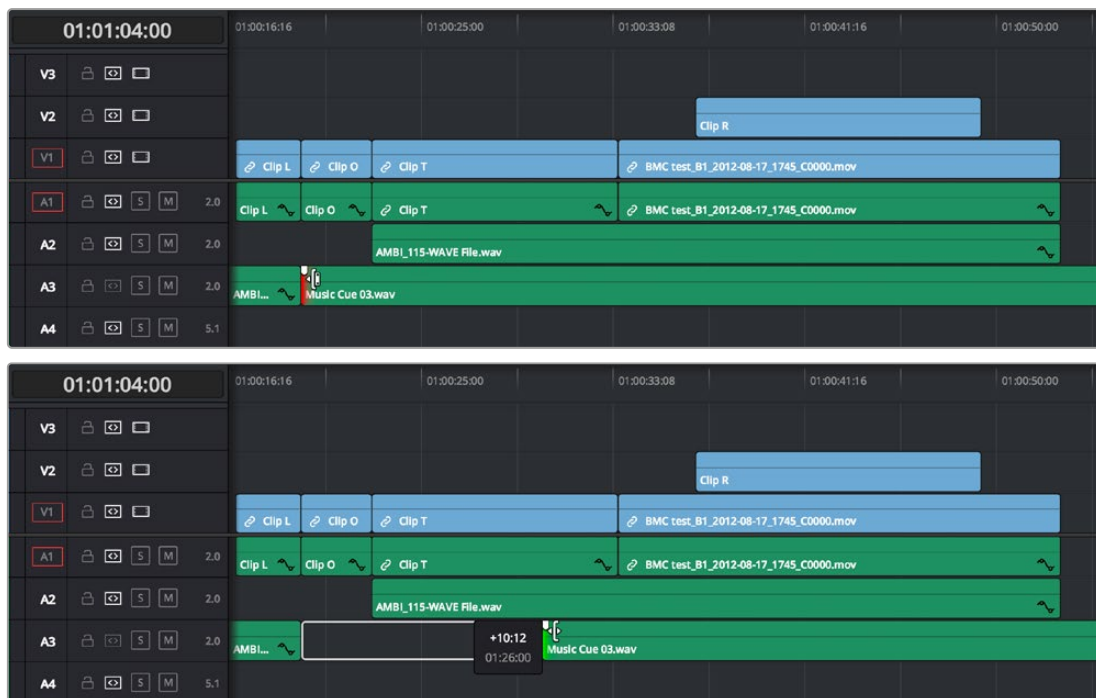 01:01:04:00 01:00:16:16 01:00:25:00 01:00:33:08 01:00:41:16 01:00:50:00
V3
V2 Clip R
V1 Clip L Clip O Clip T BMC test_B1_2012-08-17_1745_C0000.mov
A1 S M 2.0 Clip L Clip O Clip T BMC test_B1_2012-08-17_1745_C0000.mov
A2 S M 2.0 AMBI_115-WAVE File.wav
A3 S M 2.0 AMBI... Music Cue 03.wav
A4 S M 5.1
01:01:04:00 01:00:16:16 01:00:25:00 01:00:33:08 01:00:41:16 01:00:50:00
V3
V2 Clip R
V1 Clip L Clip O Clip T BMC test_B1_2012-08-17_1745_C0000.mov
A1 S M 2.0 Clip L Clip O Clip T BMC test_B1_2012-08-17_1745_C0000.mov
A2 S M 2.0 AMBI_115-WAVE File.wav
A3 S M 2.0 AMBI... +10:12 Music Cue 03.wav
01:26:00
A4 S M 5.1